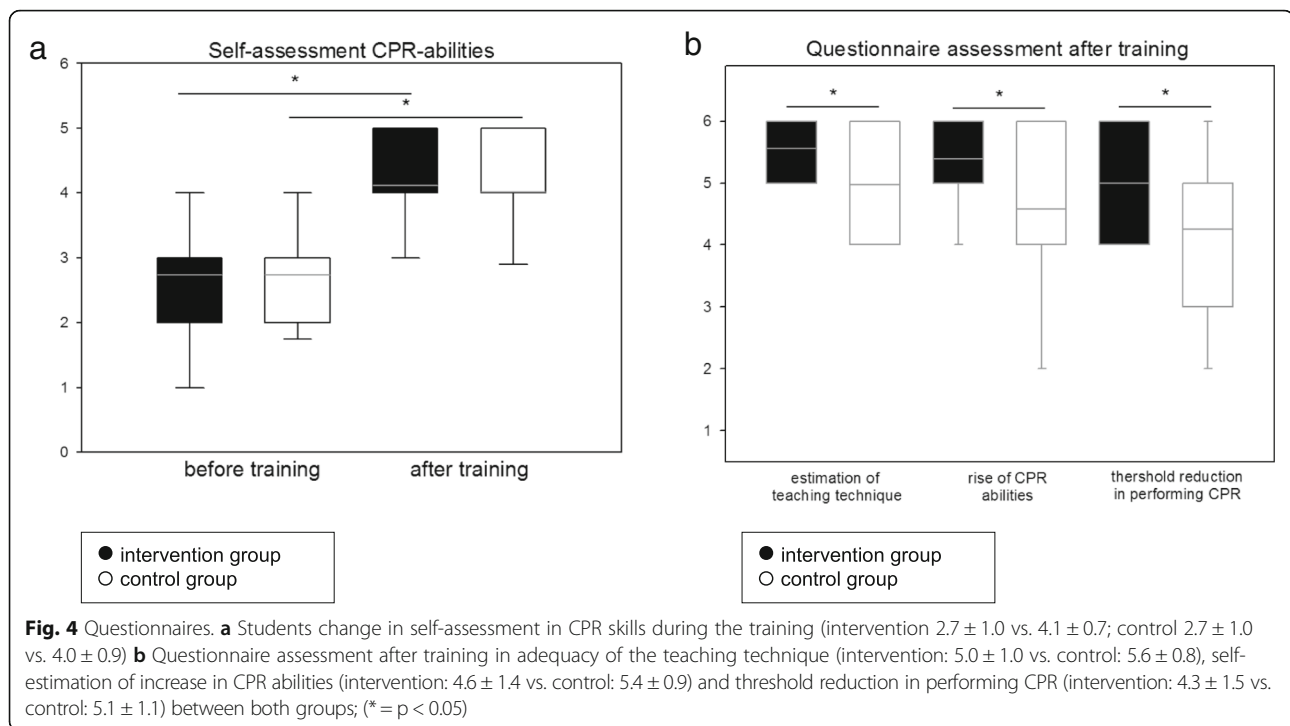 a
Self-assessment CPR-abilities
6
5
4
3
2
1
0
*
*
before training after training
● intervention group
○ control group
b
Questionnaire assessment after training
6
5
4
3
2
1
* * *
estimation of
teaching technique
rise of CPR
abilities
thershold reduction
in performing CPR
● intervention group
○ control group
Fig. 4 Questionnaires. a Students change in self-assessment in CPR skills during the training (intervention 2.7 ± 1.0 vs. 4.1 ± 0.7; control 2.7 ± 1.0
vs. 4.0 ± 0.9) b Questionnaire assessment after training in adequacy of the teaching technique (intervention: 5.0 ± 1.0 vs. control: 5.6 ± 0.8), self-
estimation of increase in CPR abilities (intervention: 4.6 ± 1.4 vs. control: 5.4 ± 0.9) and threshold reduction in performing CPR (intervention: 4.3 ± 1.5 vs.
control: 5.1 ± 1.1) between both groups; (* = p < 0.05)